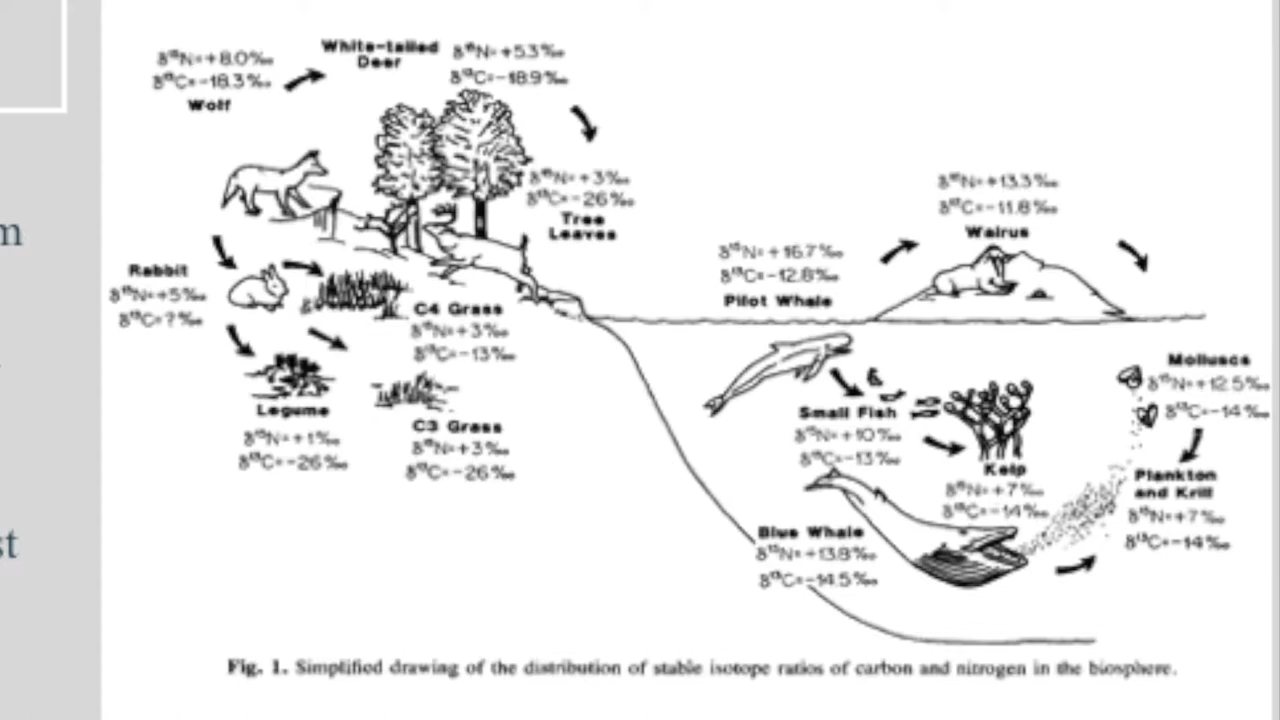 m
st
δ¹⁵N=+8.0‰
δ¹³C=-18.3‰
Wolf
White-tailed
Deer
δ¹⁵N=+5.3‰
δ¹³C=-18.9‰
δ¹⁵N=+3‰
δ¹³C=-26‰
Tree
Leaves
Rabbit
δ¹⁵N=+5‰
δ¹³C=?‰
C4 Grass
δ¹⁵N=+3‰
δ¹³C=-13‰
Legume
δ¹⁵N=+1‰
δ¹³C=-26‰
C3 Grass
δ¹⁵N=+3‰
δ¹³C=-26‰
δ¹⁵N=+16.7‰
δ¹³C=-12.8‰
Pilot Whale
δ¹⁵N=+13.3‰
δ¹³C=-11.8‰
Walrus
Small Fish
δ¹⁵N=+10‰
δ¹³C=-13‰
Kelp
δ¹⁵N=+7‰
δ¹³C=-14‰
Molluscs
δ¹⁵N=+12.5‰
δ¹³C=-14‰
Plankton
and Krill
δ¹⁵N=+7‰
δ¹³C=-14‰
Blue Whale
δ¹⁵N=+13.8‰
δ¹³C=-14.5‰
Fig. 1. Simplified drawing of the distribution of stable isotope ratios of carbon and nitrogen in the biosphere.